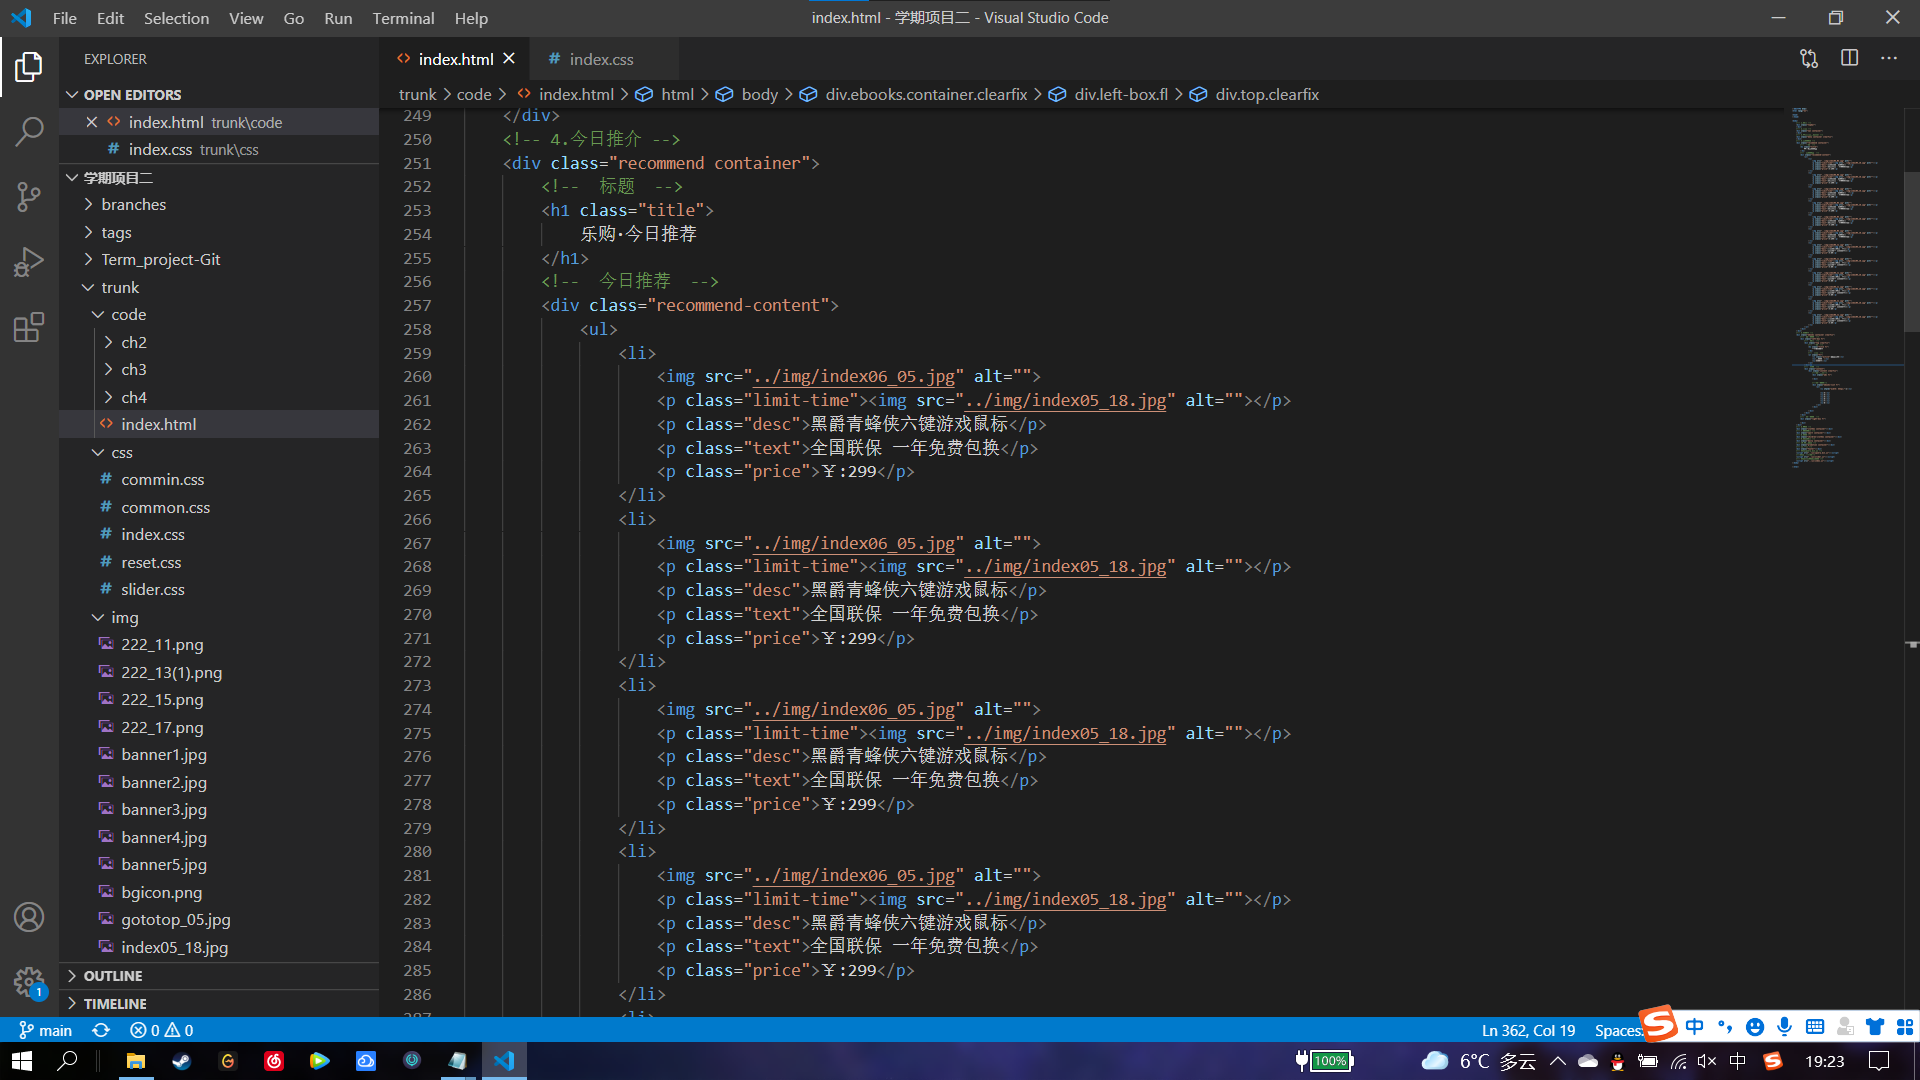 File Edit Selection View Go Run Terminal Help
index.html - 学期项目二 - Visual Studio Code
EXPLORER
OPEN EDITORS
index.html trunk\code
index.css trunk\css
学期项目二
branches
tags
Term_project-Git
trunk
code
ch2
ch3
ch4
index.html
css
commin.css
common.css
index.css
reset.css
slider.css
img
222_11.png
222_13(1).png
222_15.png
222_17.png
banner1.jpg
banner2.jpg
banner3.jpg
banner4.jpg
banner5.jpg
bgicon.png
gototop_05.jpg
index05_18.jpg
OUTLINE
TIMELINE
index.html
index.css
trunk > code > index.html > html > body > div.ebooks.container.clearfix > div.left-box.fl > div.top.clearfix
249 </div>
250 <!-- 4.今日推介 -->
251 <div class="recommend container">
252 <!-- 标题 -->
253 <h1 class="title">
254 乐购·今日推荐
255 </h1>
256 <!-- 今日推荐 -->
257 <div class="recommend-content">
258 <ul>
259 <li>
260 <img src="../img/index06_05.jpg" alt="">
261 <p class="limit-time"><img src="../img/index05_18.jpg" alt=""></p>
262 <p class="desc">黑爵青蜂侠六键游戏鼠标</p>
263 <p class="text">全国联保 一年免费包换</p>
264 <p class="price">￥:299</p>
265 </li>
266 <li>
267 <img src="../img/index06_05.jpg" alt="">
268 <p class="limit-time"><img src="../img/index05_18.jpg" alt=""></p>
269 <p class="desc">黑爵青蜂侠六键游戏鼠标</p>
270 <p class="text">全国联保 一年免费包换</p>
271 <p class="price">￥:299</p>
272 </li>
273 <li>
274 <img src="../img/index06_05.jpg" alt="">
275 <p class="limit-time"><img src="../img/index05_18.jpg" alt=""></p>
276 <p class="desc">黑爵青蜂侠六键游戏鼠标</p>
277 <p class="text">全国联保 一年免费包换</p>
278 <p class="price">￥:299</p>
279 </li>
280 <li>
281 <img src="../img/index06_05.jpg" alt="">
282 <p class="limit-time"><img src="../img/index05_18.jpg" alt=""></p>
283 <p class="desc">黑爵青蜂侠六键游戏鼠标</p>
284 <p class="text">全国联保 一年免费包换</p>
285 <p class="price">￥:299</p>
286 </li>
287 <li>
1
main 0 0
Ln 362, Col 19 Spaces:
中
100%
6°C 多云
中
19:23